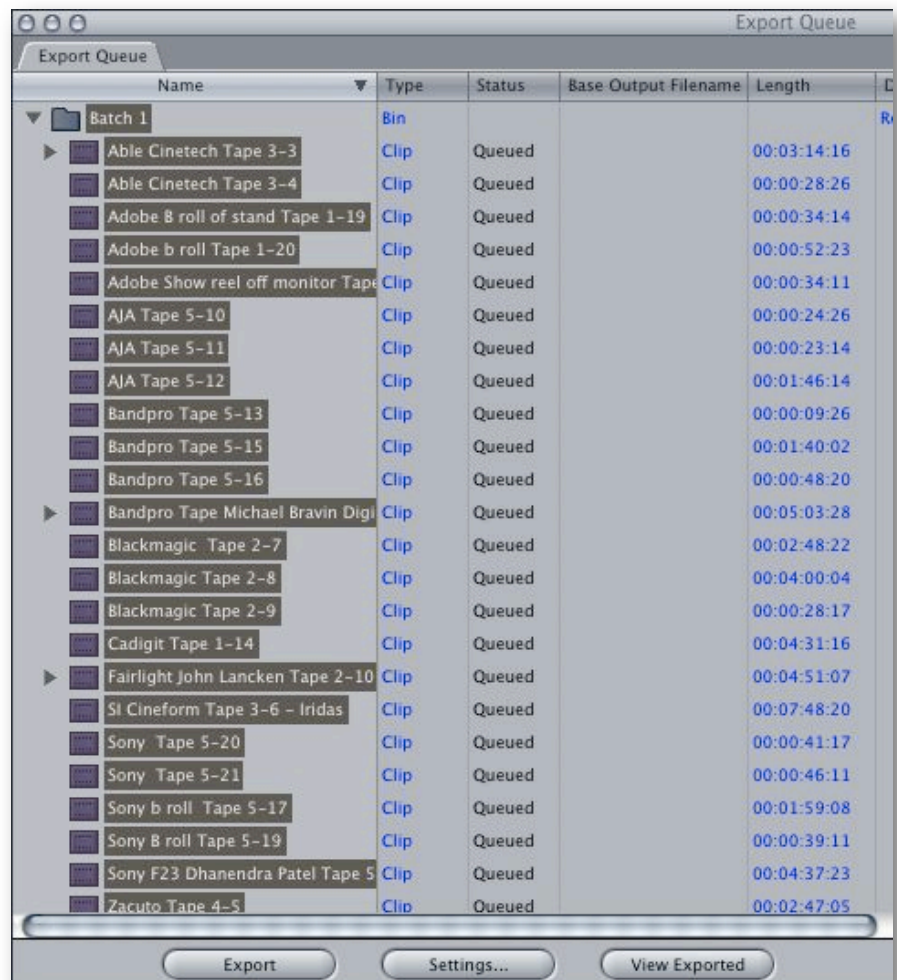 Export Queue
Export Queue
Name Type Status Base Output Filename Length
Batch 1 Bin
Able Cinetech Tape 3-3 Clip Queued 00:03:14:16
Able Cinetech Tape 3-4 Clip Queued 00:00:28:26
Adobe B roll of stand Tape 1-19 Clip Queued 00:00:34:14
Adobe b roll Tape 1-20 Clip Queued 00:00:52:23
Adobe Show reel off monitor Tape Clip Queued 00:00:34:11
AJA Tape 5-10 Clip Queued 00:00:24:26
AJA Tape 5-11 Clip Queued 00:00:23:14
AJA Tape 5-12 Clip Queued 00:01:46:14
Bandpro Tape 5-13 Clip Queued 00:00:09:26
Bandpro Tape 5-15 Clip Queued 00:01:40:02
Bandpro Tape 5-16 Clip Queued 00:00:48:20
Bandpro Tape Michael Bravin Digi Clip Queued 00:05:03:28
Blackmagic Tape 2-7 Clip Queued 00:02:48:22
Blackmagic Tape 2-8 Clip Queued 00:04:00:04
Blackmagic Tape 2-9 Clip Queued 00:00:28:17
Cadigit Tape 1-14 Clip Queued 00:04:31:16
Fairlight John Lancken Tape 2-10 Clip Queued 00:04:51:07
SI Cineform Tape 3-6 - Iridas Clip Queued 00:07:48:20
Sony Tape 5-20 Clip Queued 00:00:41:17
Sony Tape 5-21 Clip Queued 00:00:46:11
Sony b roll Tape 5-17 Clip Queued 00:01:59:08
Sony B roll Tape 5-19 Clip Queued 00:00:39:11
Sony F23 Dhanendra Patel Tape 5 Clip Queued 00:04:37:23
Zacuto Tape 4-5 Clip Queued 00:02:47:05
Export Settings... View Exported